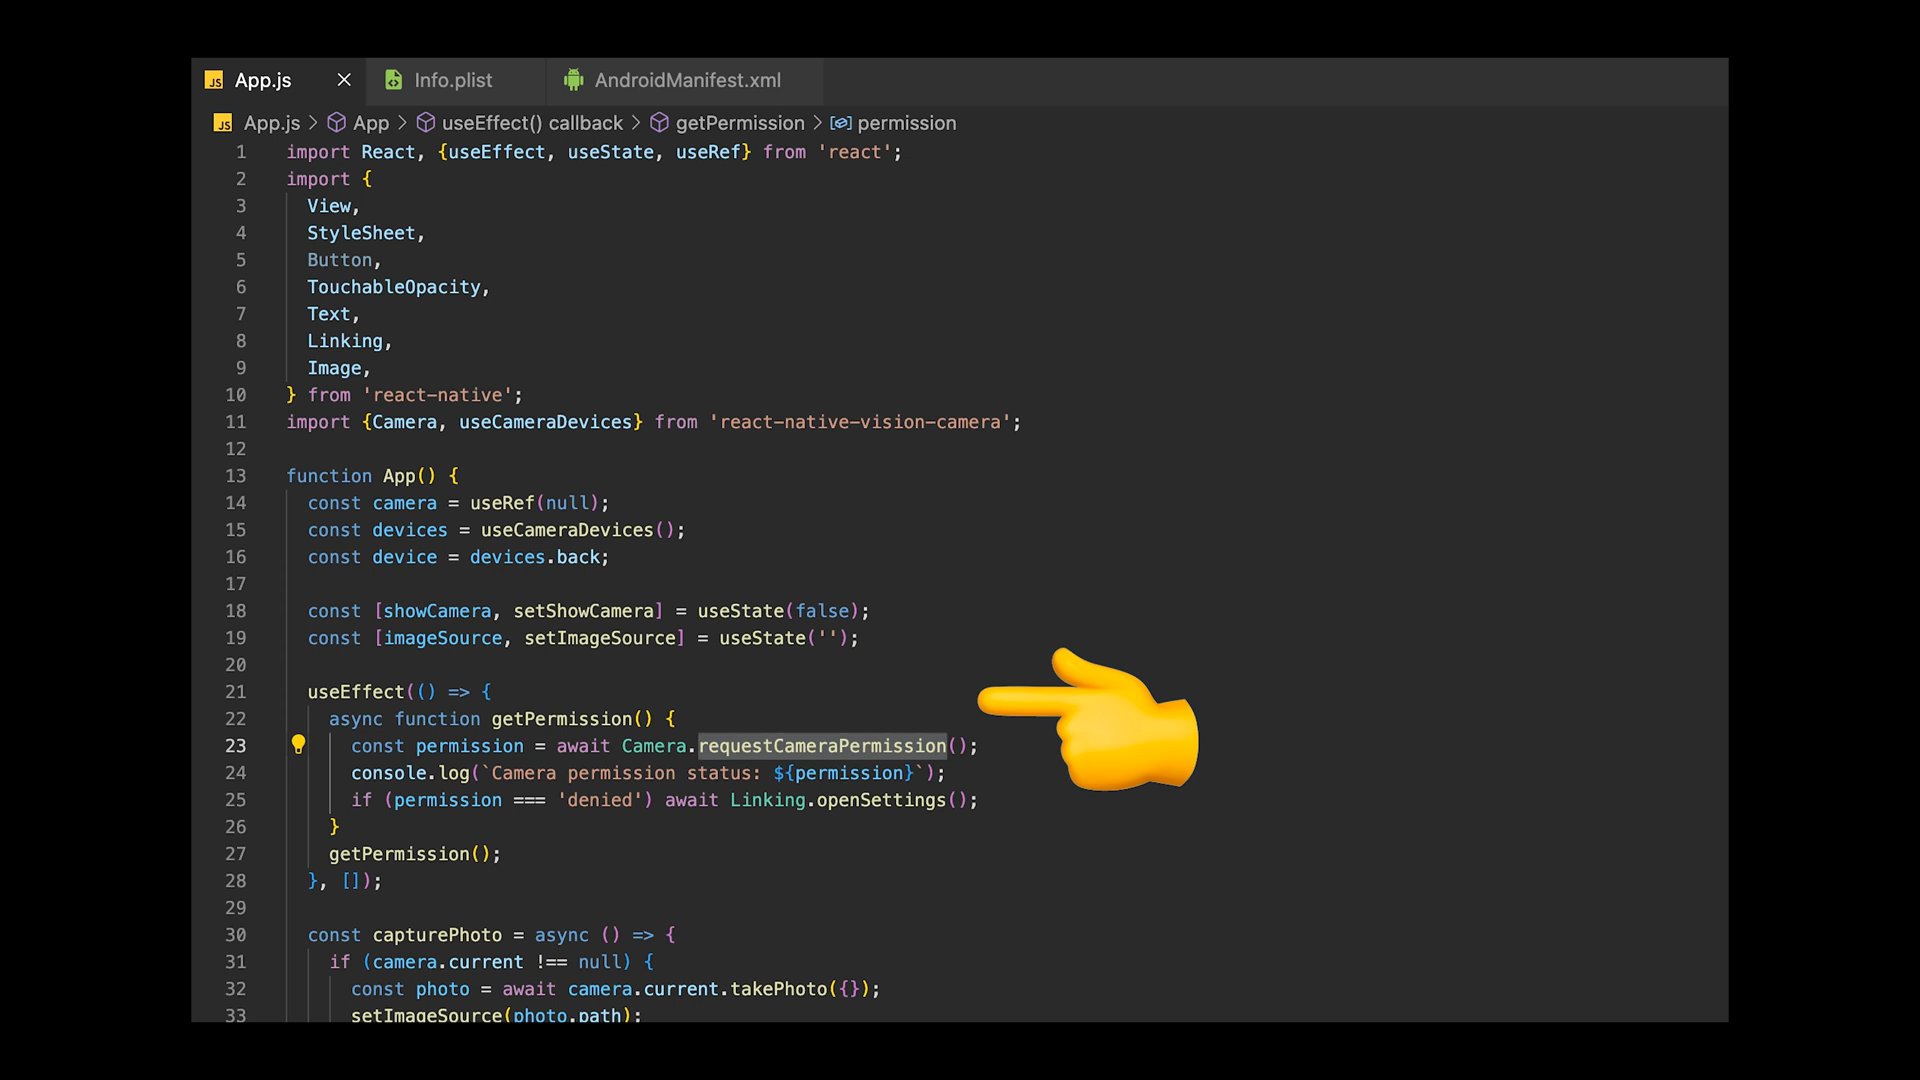 App.js Info.plist AndroidManifest.xml
App.js > App > useEffect() callback > getPermission > permission
1 import React, {useEffect, useState, useRef} from 'react';
2 import {
3 View,
4 StyleSheet,
5 Button,
6 TouchableOpacity,
7 Text,
8 Linking,
9 Image,
10 } from 'react-native';
11 import {Camera, useCameraDevices} from 'react-native-vision-camera';
12
13 function App() {
14 const camera = useRef(null);
15 const devices = useCameraDevices();
16 const device = devices.back;
17
18 const [showCamera, setShowCamera] = useState(false);
19 const [imageSource, setImageSource] = useState('');
20
21 useEffect(() => {
22 async function getPermission() {
23 const permission = await Camera.requestCameraPermission();
24 console.log(`Camera permission status: ${permission}`);
25 if (permission === 'denied') await Linking.openSettings();
26 }
27 getPermission();
28 }, []);
29
30 const capturePhoto = async () => {
31 if (camera.current !== null) {
32 const photo = await camera.current.takePhoto({});
33 setImageSource(photo.path);